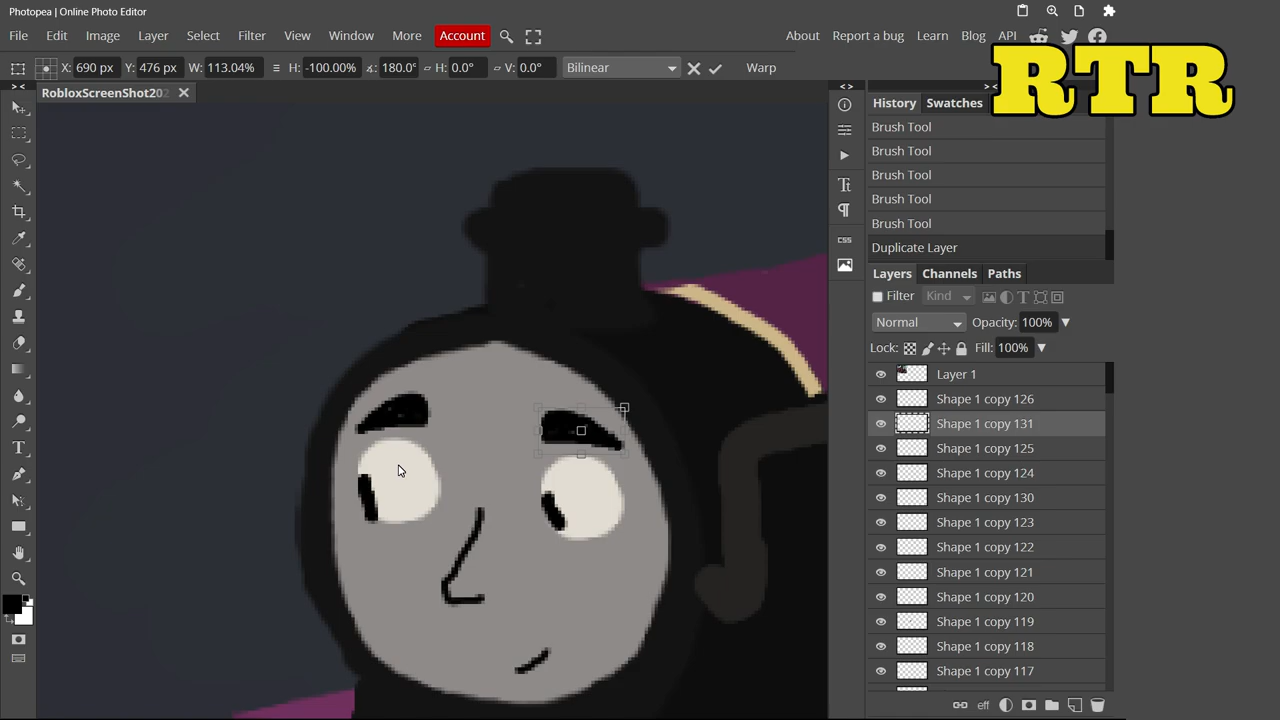 Photopea | Online Photo Editor
File Edit Image Layer Select Filter View Window More Account About Report a bug Learn Blog API
X: 690 px Y: 476 px W: 113.04% H: -100.00% ∡: 180.0° H: 0.0° V: 0.0° Bilinear Warp
RTR
RobloxScreenShot202
History Swatches
Brush Tool
Brush Tool
Brush Tool
Brush Tool
Brush Tool
Duplicate Layer
Layers Channels Paths
Filter Kind
Normal Opacity: 100%
Lock: Fill: 100%
Layer 1
Shape 1 copy 126
Shape 1 copy 131
Shape 1 copy 125
Shape 1 copy 124
Shape 1 copy 130
Shape 1 copy 123
Shape 1 copy 122
Shape 1 copy 121
Shape 1 copy 120
Shape 1 copy 119
Shape 1 copy 118
Shape 1 copy 117
CSS
eff